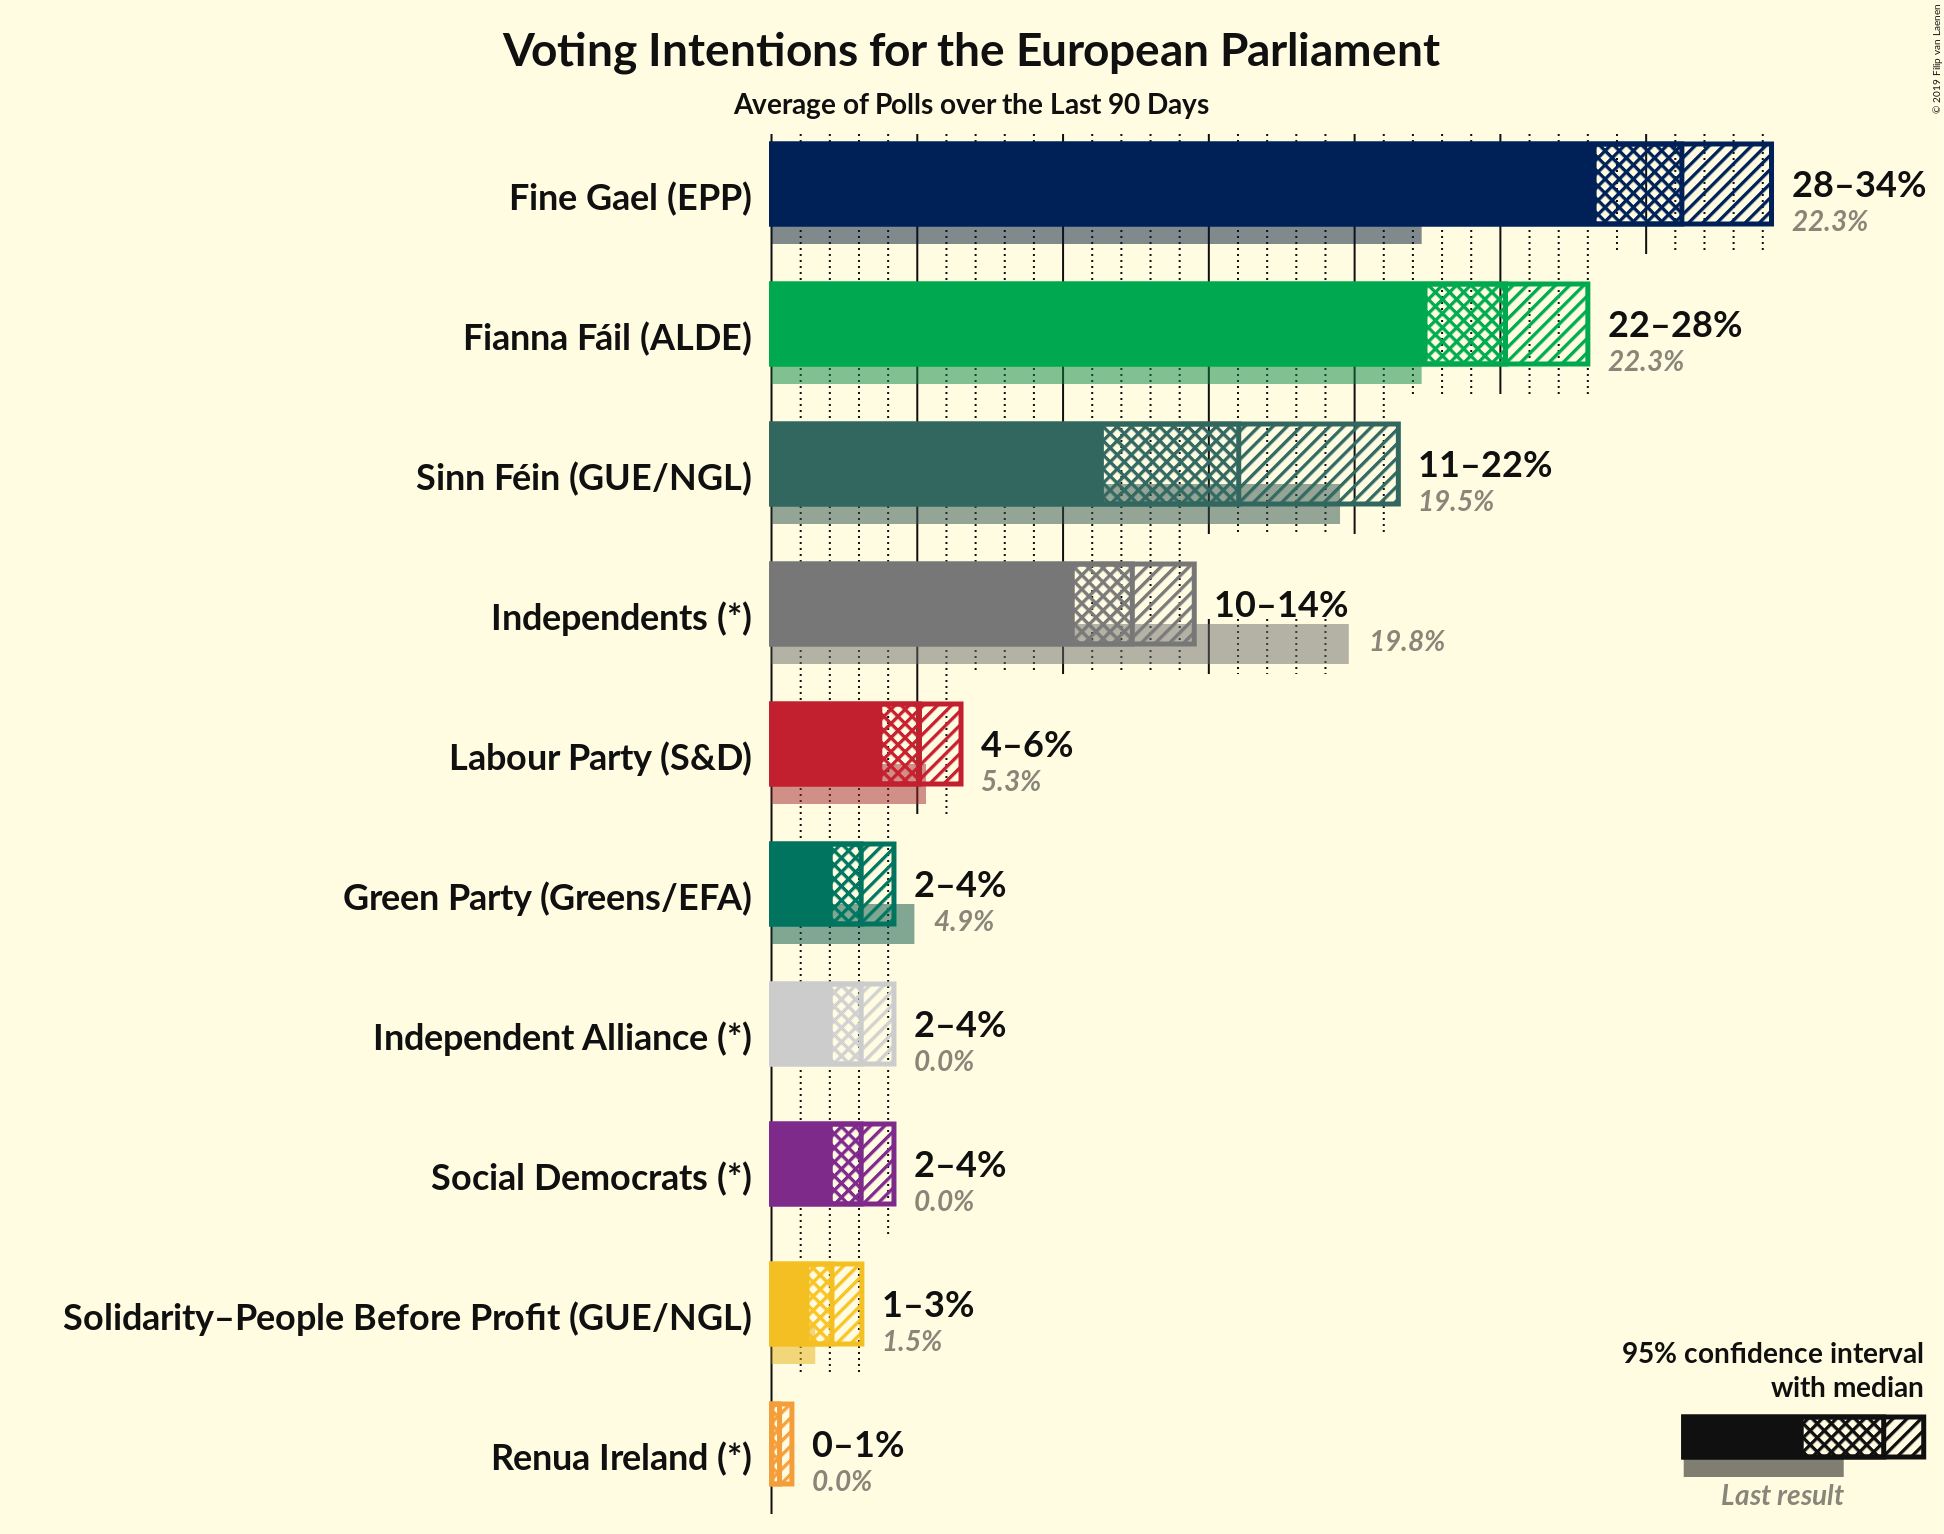 Voting Intentions for the European Parliament
Average of Polls over the Last 90 Days
© 2019 Filip van Laenen
Fine Gael (EPP)
28–34%
22.3%
Fianna Fáil (ALDE)
22–28%
22.3%
Sinn Féin (GUE/NGL)
11–22%
19.5%
Independents (*)
10–14%
19.8%
Labour Party (S&D)
4–6%
5.3%
Green Party (Greens/EFA)
2–4%
4.9%
Independent Alliance (*)
2–4%
0.0%
Social Democrats (*)
2–4%
0.0%
Solidarity–People Before Profit (GUE/NGL)
1–3%
1.5%
Renua Ireland (*)
0–1%
0.0%
95% confidence interval
with median
Last result